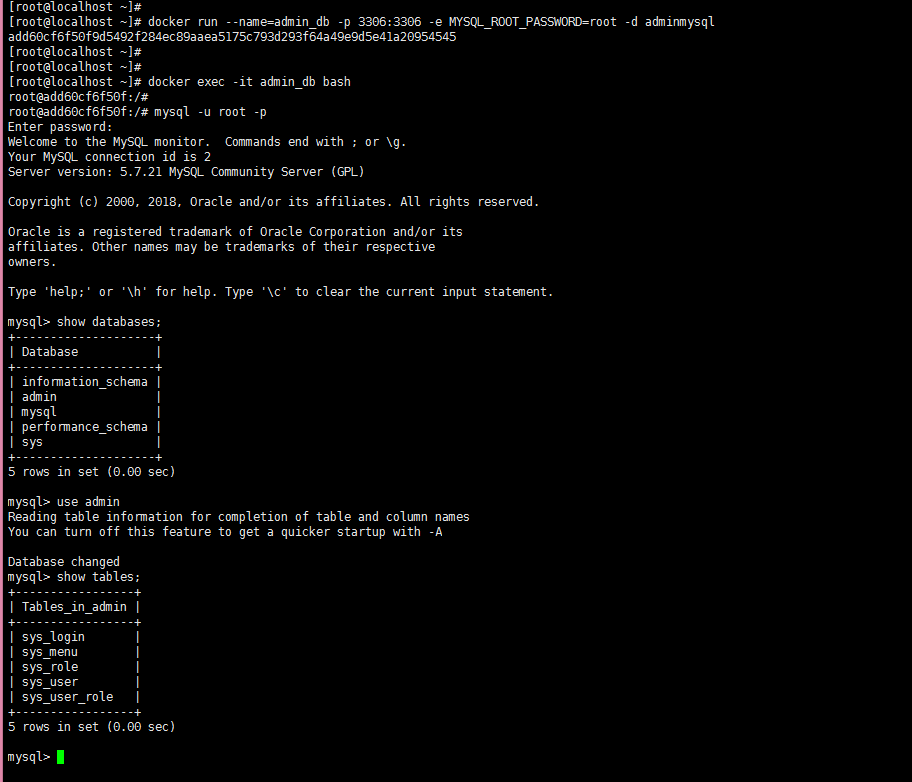 [root@localhost ~]#
[root@localhost ~]# docker run --name=admin_db -p 3306:3306 -e MYSQL_ROOT_PASSWORD=root -d adminmysql
add60cf6f50f9d5492f284ec89aaea5175c793d293f64a49e9d5e41a20954545
[root@localhost ~]#
[root@localhost ~]#
[root@localhost ~]# docker exec -it admin_db bash
root@add60cf6f50f:/#
root@add60cf6f50f:/# mysql -u root -p
Enter password:
Welcome to the MySQL monitor.  Commands end with ; or \g.
Your MySQL connection id is 2
Server version: 5.7.21 MySQL Community Server (GPL)

Copyright (c) 2000, 2018, Oracle and/or its affiliates. All rights reserved.

Oracle is a registered trademark of Oracle Corporation and/or its
affiliates. Other names may be trademarks of their respective
owners.

Type 'help;' or '\h' for help. Type '\c' to clear the current input statement.

mysql> show databases;
+--------------------+
| Database           |
+--------------------+
| information_schema |
| admin              |
| mysql              |
| performance_schema |
| sys                |
+--------------------+
5 rows in set (0.00 sec)

mysql> use admin
Reading table information for completion of table and column names
You can turn off this feature to get a quicker startup with -A

Database changed
mysql> show tables;
+-----------------+
| Tables_in_admin |
+-----------------+
| sys_login       |
| sys_menu        |
| sys_role        |
| sys_user        |
| sys_user_role   |
+-----------------+
5 rows in set (0.00 sec)

mysql>